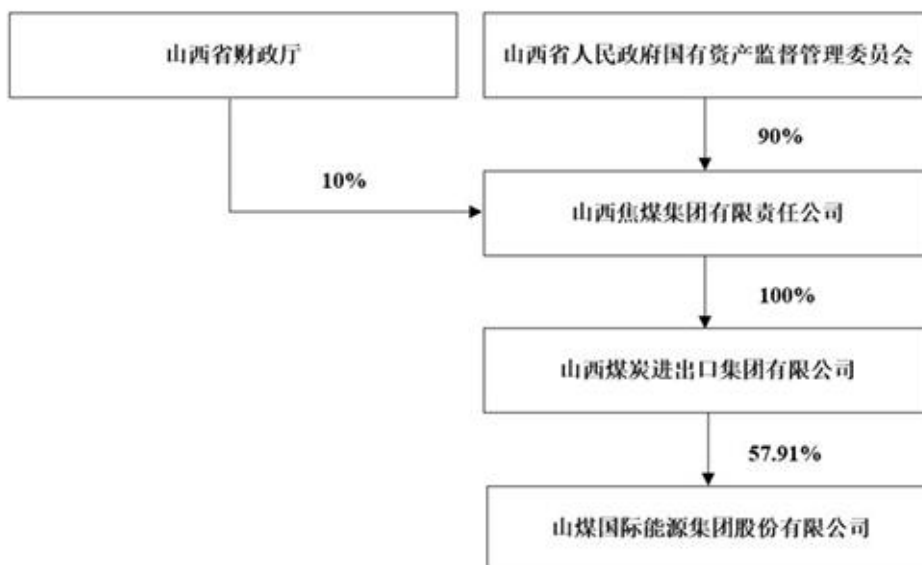 山西省财政厅
山西省人民政府国有资产监督管理委员会
90%
10%
山西焦煤集团有限责任公司
100%
山西煤炭进出口集团有限公司
57.91%
山煤国际能源集团股份有限公司